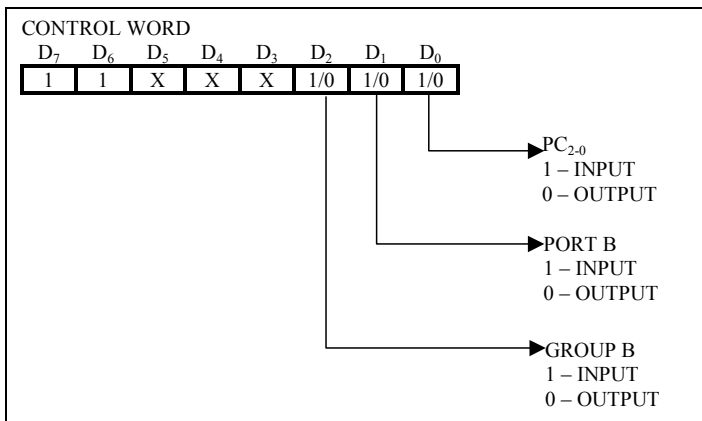 CONTROL WORD
D7 D6 D5 D4 D3 D2 D1 D0
1 1 X X X 1/0 1/0 1/0
PC2-0
1 – INPUT
0 – OUTPUT
PORT B
1 – INPUT
0 – OUTPUT
GROUP B
1 – INPUT
0 – OUTPUT